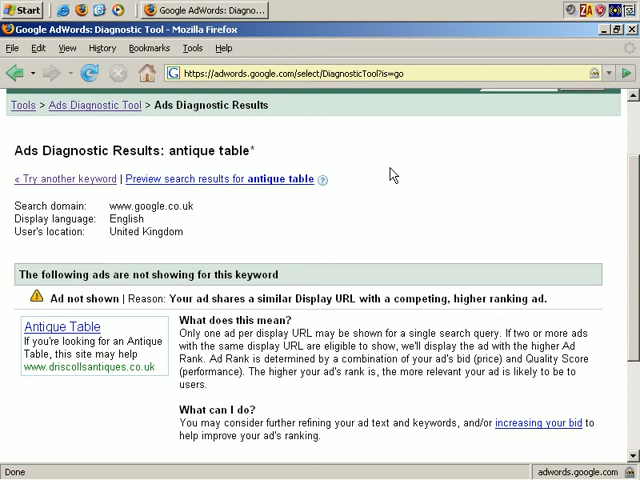 Start
Google AdWords: Diagno...
Google AdWords: Diagnostic Tool - Mozilla Firefox
File Edit View History Bookmarks Tools Help
https://adwords.google.com/select/DiagnosticTool?is=go
Tools > Ads Diagnostic Tool > Ads Diagnostic Results
Ads Diagnostic Results: antique table*
« Try another keyword | Preview search results for antique table ?
Search domain: www.google.co.uk
Display language: English
User's location: United Kingdom
The following ads are not showing for this keyword
Ad not shown | Reason: Your ad shares a similar Display URL with a competing, higher ranking ad.
Antique Table
If you're looking for an Antique
Table, this site may help
www.driscollsantiques.co.uk
What does this mean?
Only one ad per display URL may be shown for a single search query. If two or more ads
with the same display URL are eligible to show, we'll display the ad with the higher Ad
Rank. Ad Rank is determined by a combination of your ad's bid (price) and Quality Score
(performance). The higher your ad's rank is, the more relevant your ad is likely to be to
users.
What can I do?
You may consider further refining your ad text and keywords, and/or increasing your bid to
help improve your ad's ranking.
Done
adwords.google.com